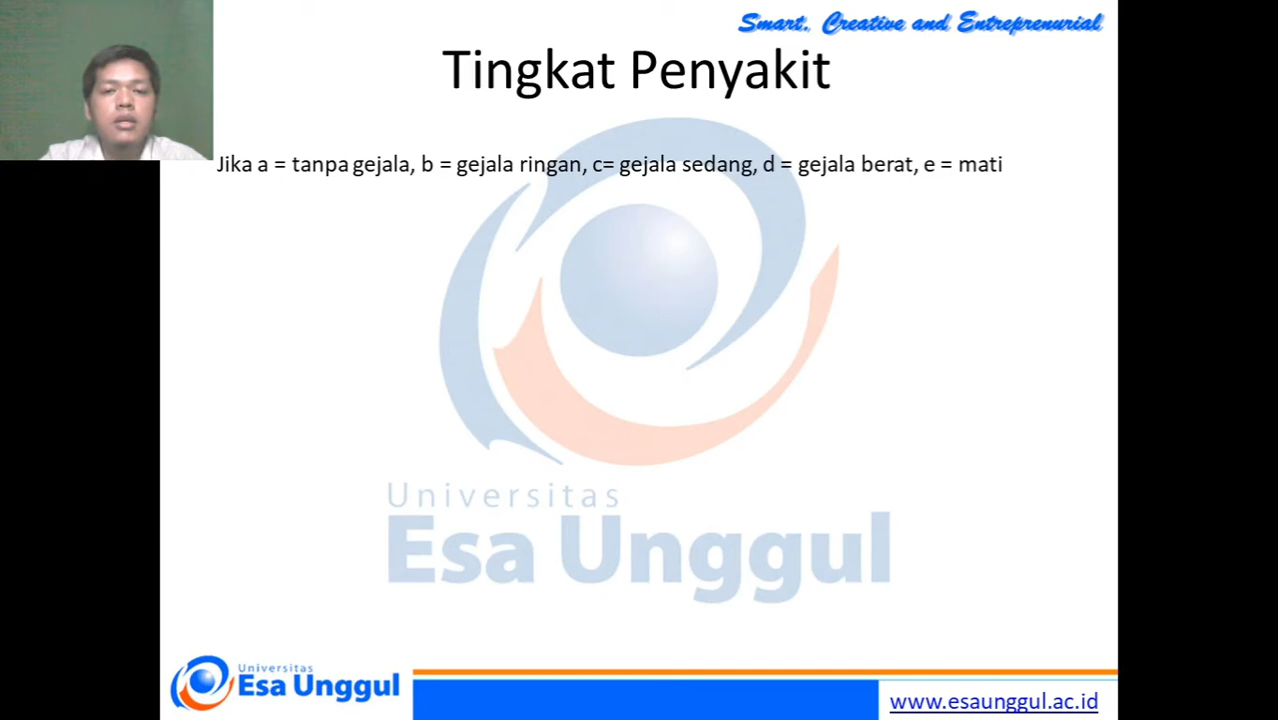 Smart, Creative and Entreprenurial
Tingkat Penyakit
Jika a = tanpa gejala, b = gejala ringan, c= gejala sedang, d = gejala berat, e = mati
Universitas
Esa Unggul
Universitas
Esa Unggul
www.esaunggul.ac.id